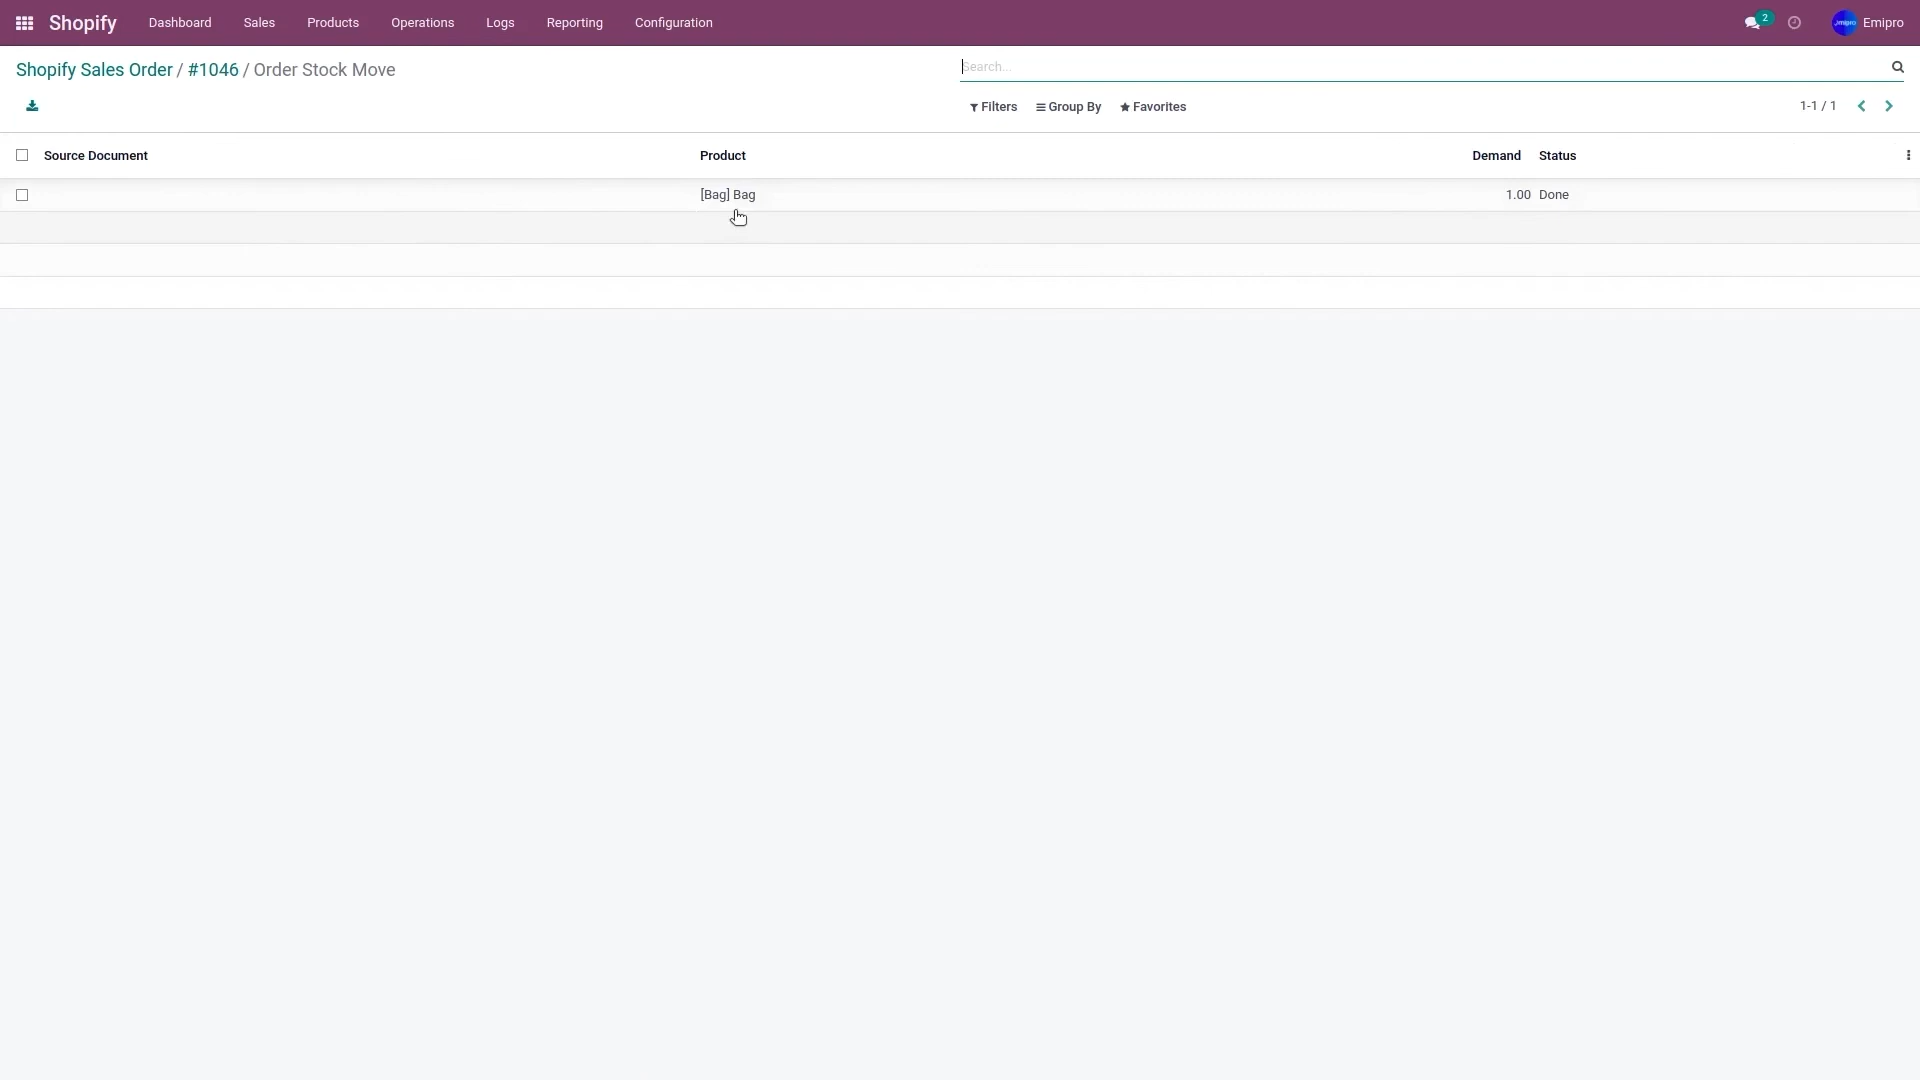 Shopify Dashboard Sales Products Operations Logs Reporting Configuration 2 Emipro
Shopify Sales Order / #1046 / Order Stock Move
Search...
Filters Group By Favorites 1-1 / 1
Source Document Product Demand Status
[Bag] Bag 1.00 Done